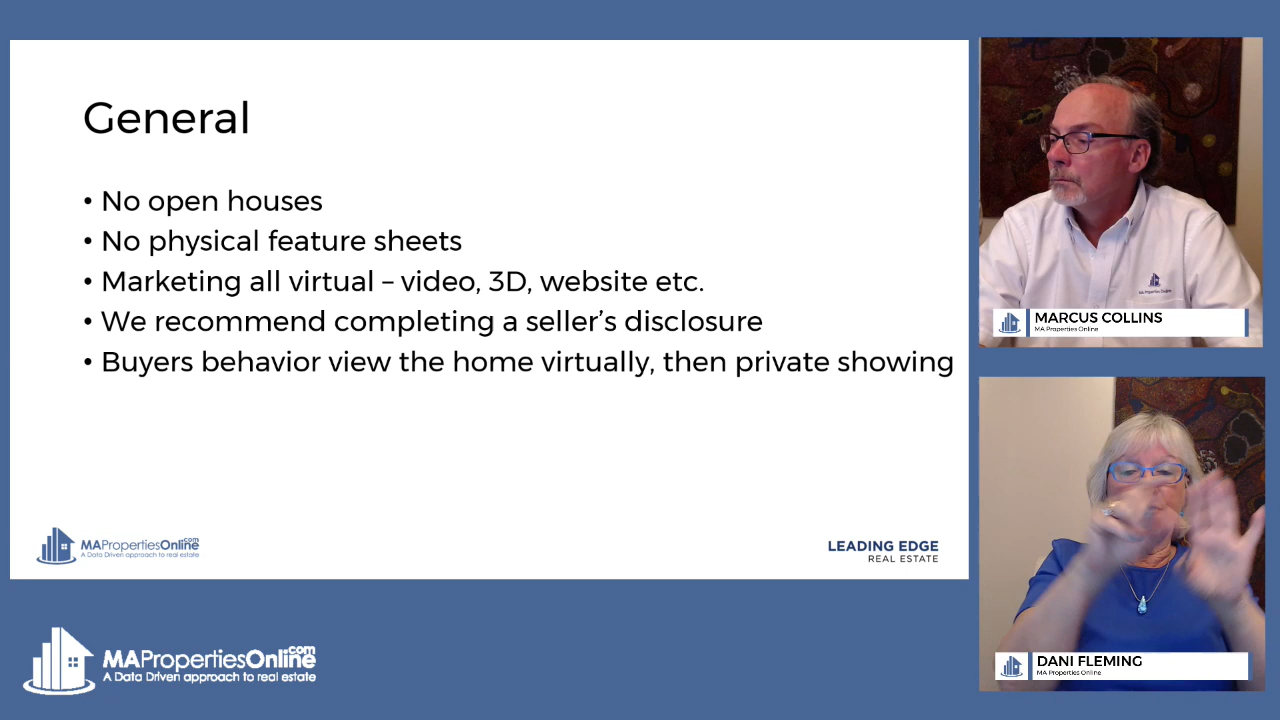 General
• No open houses
• No physical feature sheets
• Marketing all virtual – video, 3D, website etc.
• We recommend completing a seller's disclosure
• Buyers behavior view the home virtually, then private showing
MAPropertiesOnline.com
A Data Driven approach to real estate
LEADING EDGE
REAL ESTATE
MA Properties Online
MARCUS COLLINS
MA Properties Online
DANI FLEMING
MA Properties Online
MAPropertiesOnline.com
A Data Driven approach to real estate